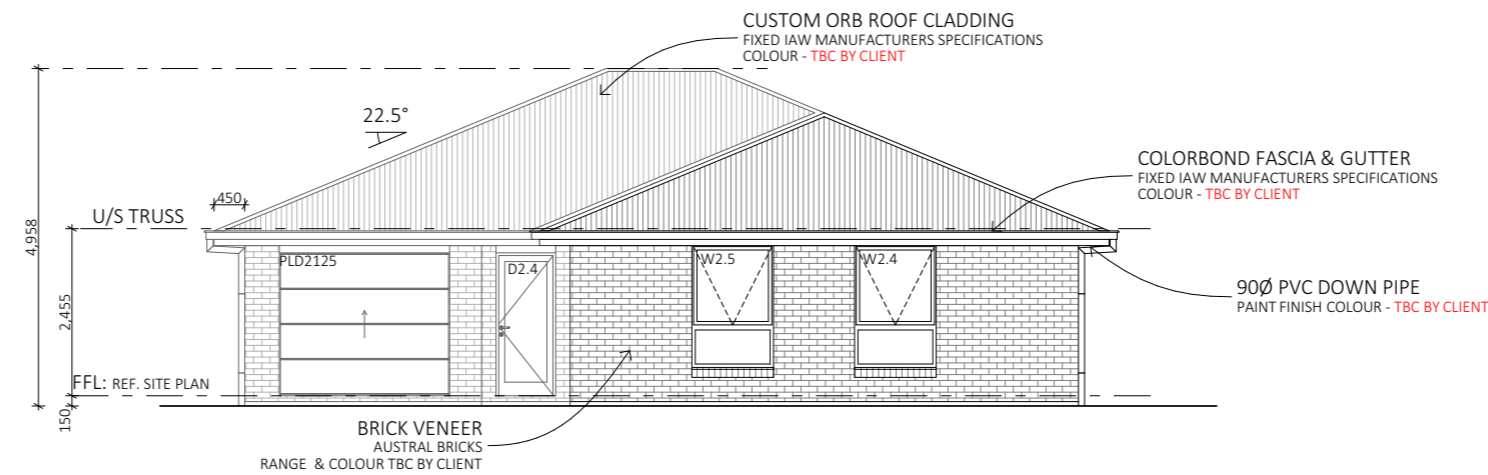 CUSTOM ORB ROOF CLADDING
FIXED IAW MANUFACTURERS SPECIFICATIONS
COLOUR - TBC BY CLIENT
22.5°
COLORBOND FASCIA & GUTTER
FIXED IAW MANUFACTURERS SPECIFICATIONS
COLOUR - TBC BY CLIENT
450
U/S TRUSS
4,958
PLD2125
D2.4
W2.5
W2.4
90Ø PVC DOWN PIPE
PAINT FINISH COLOUR - TBC BY CLIENT
2,455
FFL: REF. SITE PLAN
150
BRICK VENEER
AUSTRAL BRICKS
RANGE & COLOUR TBC BY CLIENT